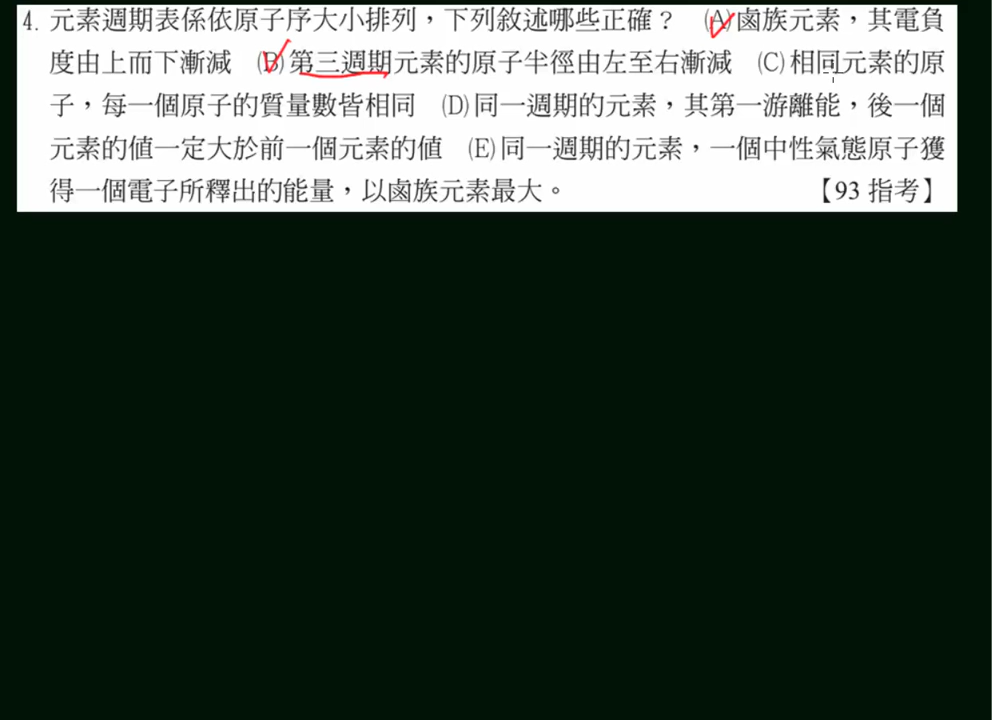 4. 元素週期表係依原子序大小排列，下列敘述哪些正確？ (A)鹵族元素，其電負
度由上而下漸減 (B)第三週期元素的原子半徑由左至右漸減 (C)相同元素的原
子，每一個原子的質量數皆相同 (D)同一週期的元素，其第一游離能，後一個
元素的值一定大於前一個元素的值 (E)同一週期的元素，一個中性氣態原子獲
得一個電子所釋出的能量，以鹵族元素最大。 【93 指考】